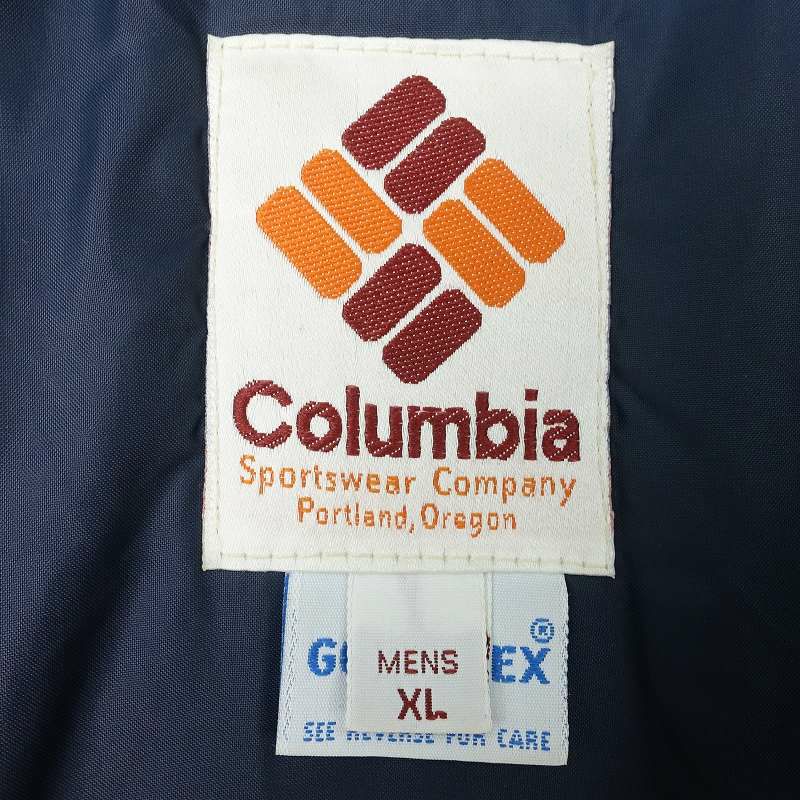 Columbia
Sportswear Company
Portland, Oregon
®
MENS
XL
SEE REVERSE FOR CARE